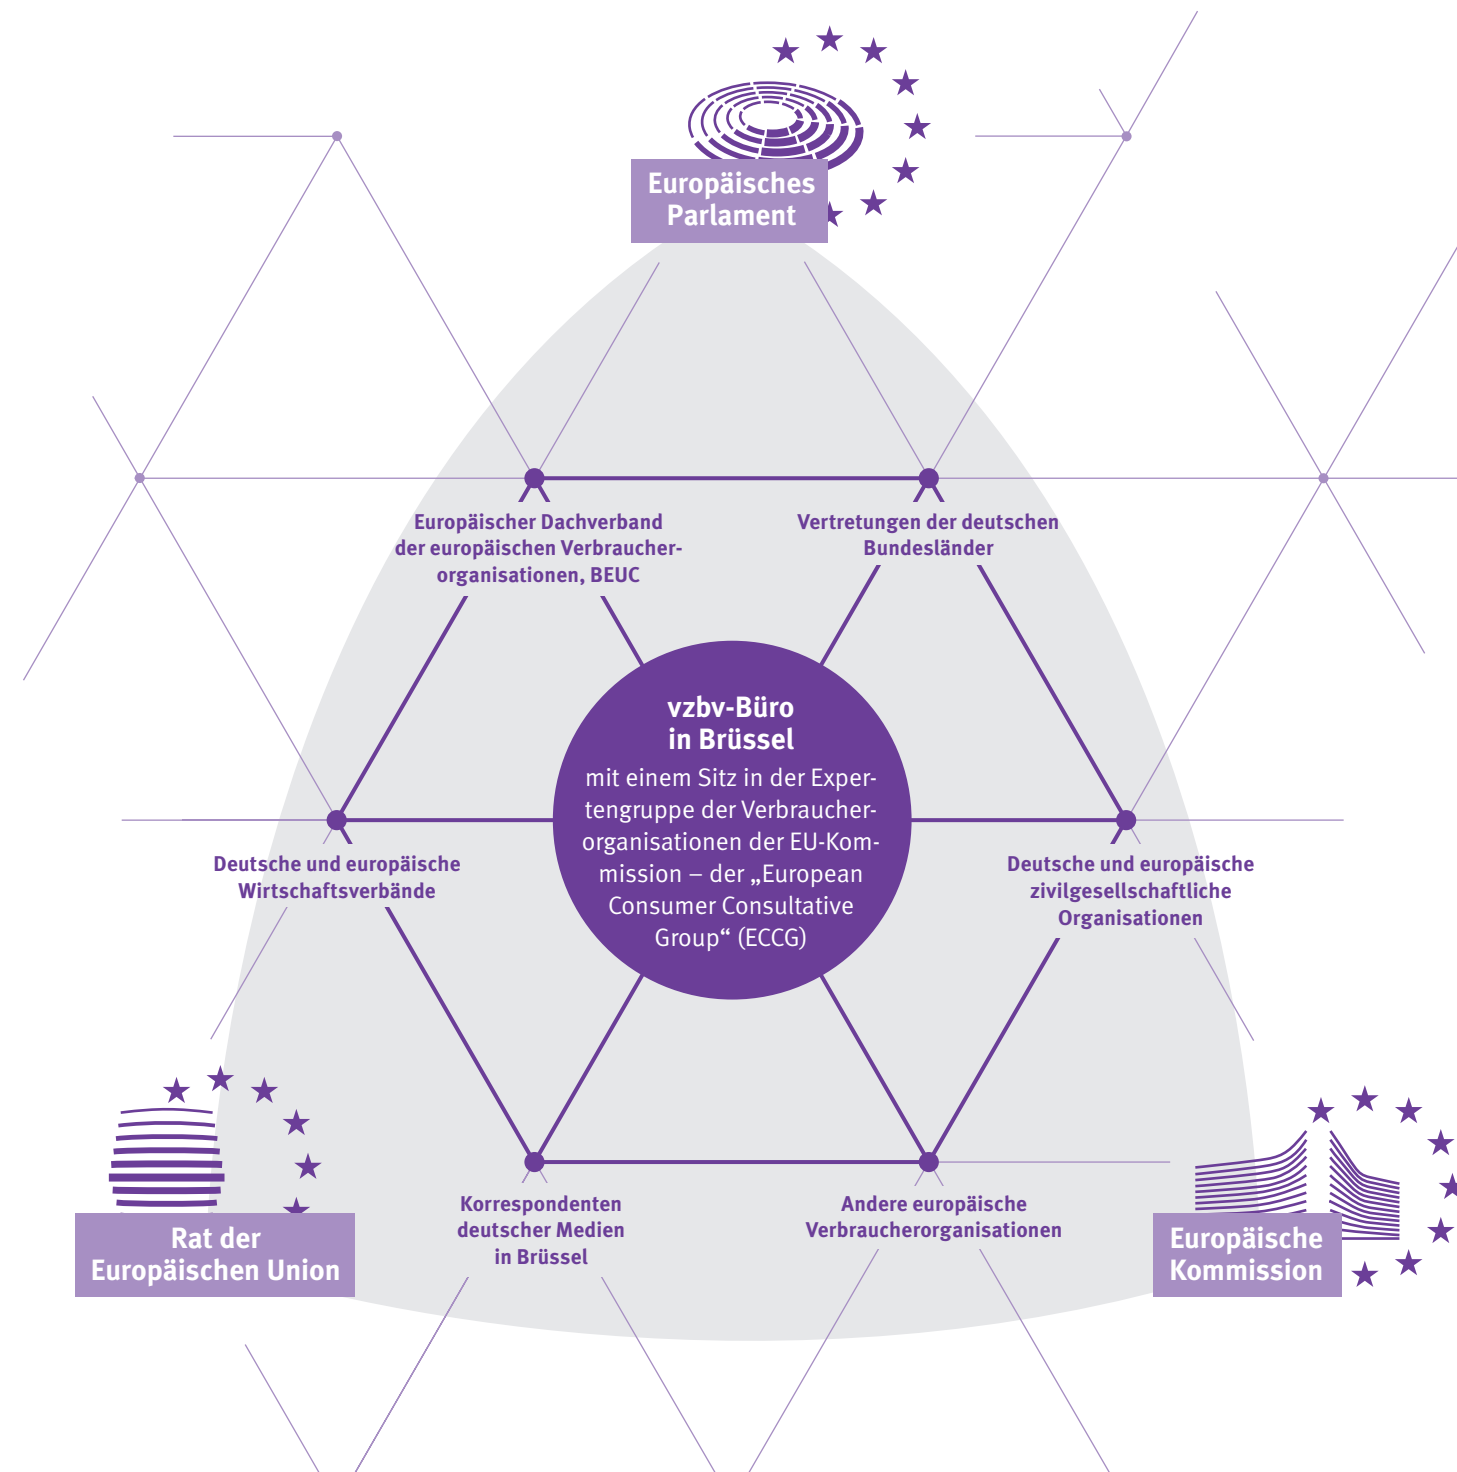 Europäisches
Parlament
Europäischer Dachverband
der europäischen Verbraucher-
organisationen, BEUC
Vertretungen der deutschen
Bundesländer
vzbv-Büro
in Brüssel
mit einem Sitz in der Exper-
tengruppe der Verbraucher-
organisationen der EU-Kom-
mission – der „European
Consumer Consultative
Group“ (ECCG)
Deutsche und europäische
Wirtschaftsverbände
Deutsche und europäische
zivilgesellschaftliche
Organisationen
Korrespondenten
deutscher Medien
in Brüssel
Andere europäische
Verbraucherorganisationen
Rat der
Europäischen Union
Europäische
Kommission